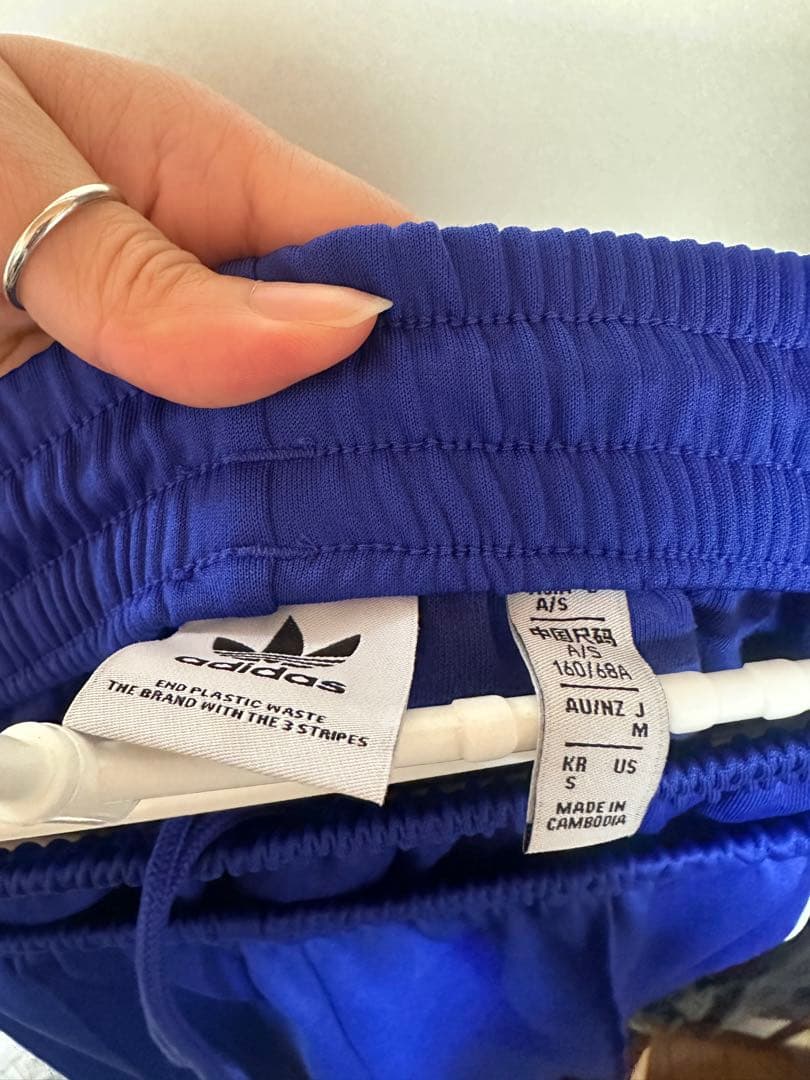 adidas
END PLASTIC WASTE
THE BRAND WITH THE 3 STRIPES
A/S
中国尺码
A/S
160/68A
AU/NZ J
M
KR US
S
MADE IN
CAMBODIA